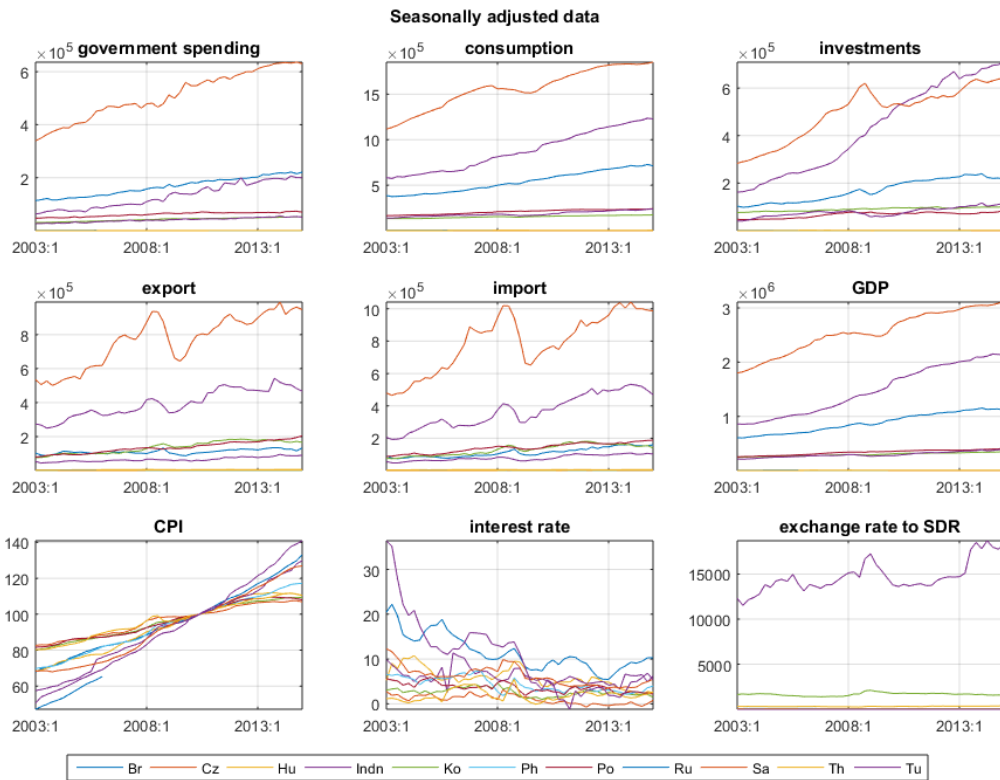 Seasonally adjusted data
government spending
× 10^5
6
4
2
2003:1 2008:1 2013:1
consumption
× 10^5
15
10
5
2003:1 2008:1 2013:1
investments
× 10^5
6
4
2
2003:1 2008:1 2013:1
export
× 10^5
8
6
4
2
2003:1 2008:1 2013:1
import
× 10^5
10
8
6
4
2
2003:1 2008:1 2013:1
GDP
× 10^6
3
2
1
2003:1 2008:1 2013:1
CPI
140
120
100
80
60
2003:1 2008:1 2013:1
interest rate
30
20
10
0
2003:1 2008:1 2013:1
exchange rate to SDR
15000
10000
5000
2003:1 2008:1 2013:1
Br Cz Hu Indn Ko Ph Po Ru Sa Th Tu